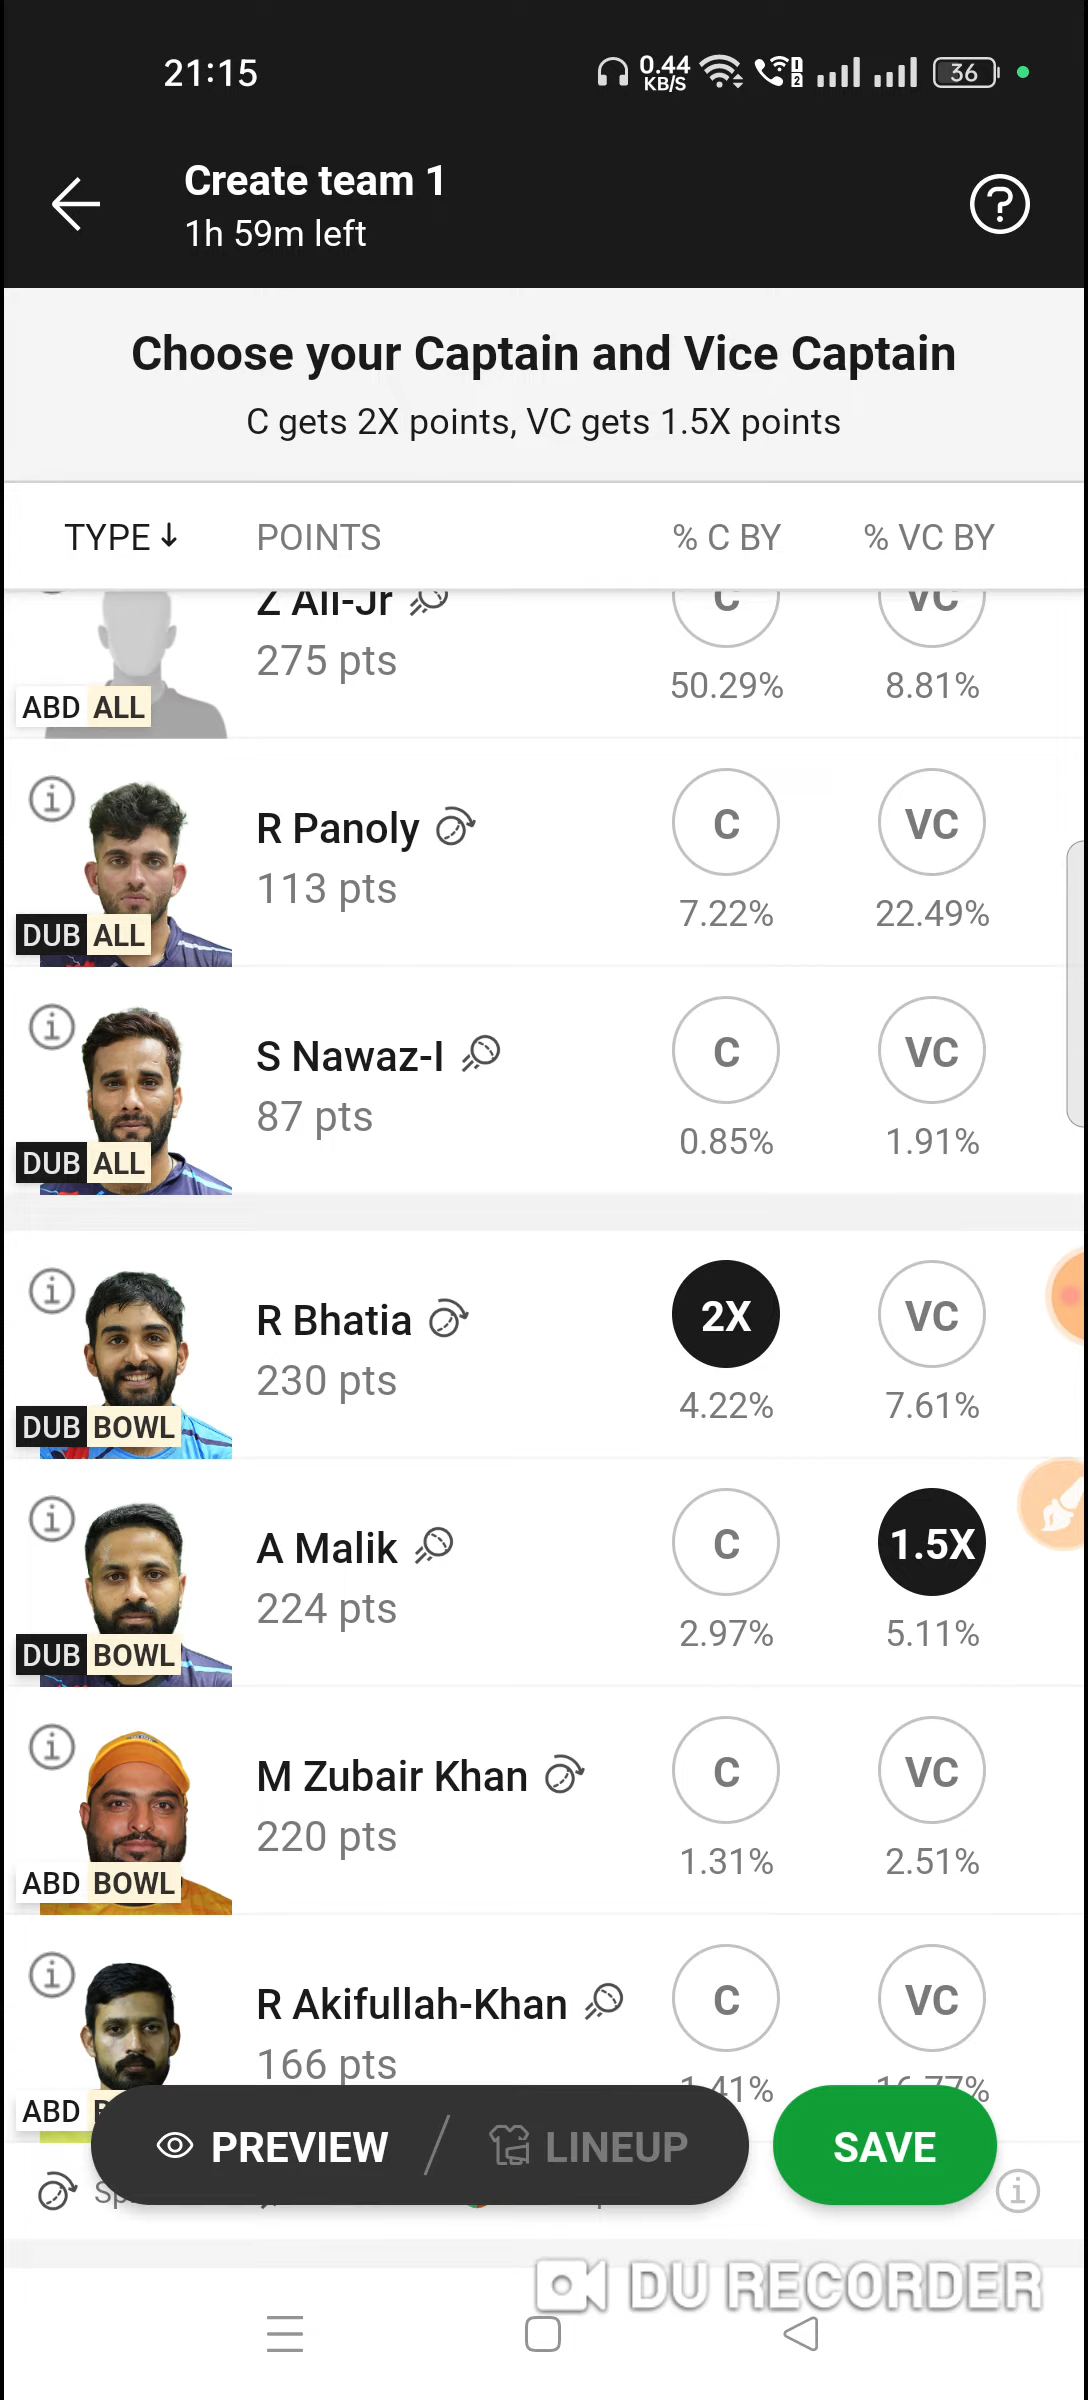 21:15
0.44
KB/S
1
2
36
Create team 1
1h 59m left
?
Choose your Captain and Vice Captain
C gets 2X points, VC gets 1.5X points
TYPE ↓ POINTS % C BY % VC BY
Z Ali-Jr C VC
275 pts
50.29% 8.81%
ABD ALL
R Panoly C VC
113 pts
7.22% 22.49%
DUB ALL
S Nawaz-I C VC
87 pts
0.85% 1.91%
DUB ALL
R Bhatia 2X VC
230 pts
4.22% 7.61%
DUB BOWL
A Malik C 1.5X
224 pts
2.97% 5.11%
DUB BOWL
M Zubair Khan C VC
220 pts
1.31% 2.51%
ABD BOWL
R Akifullah-Khan C VC
166 pts
ABD
PREVIEW LINEUP SAVE
DU RECORDER